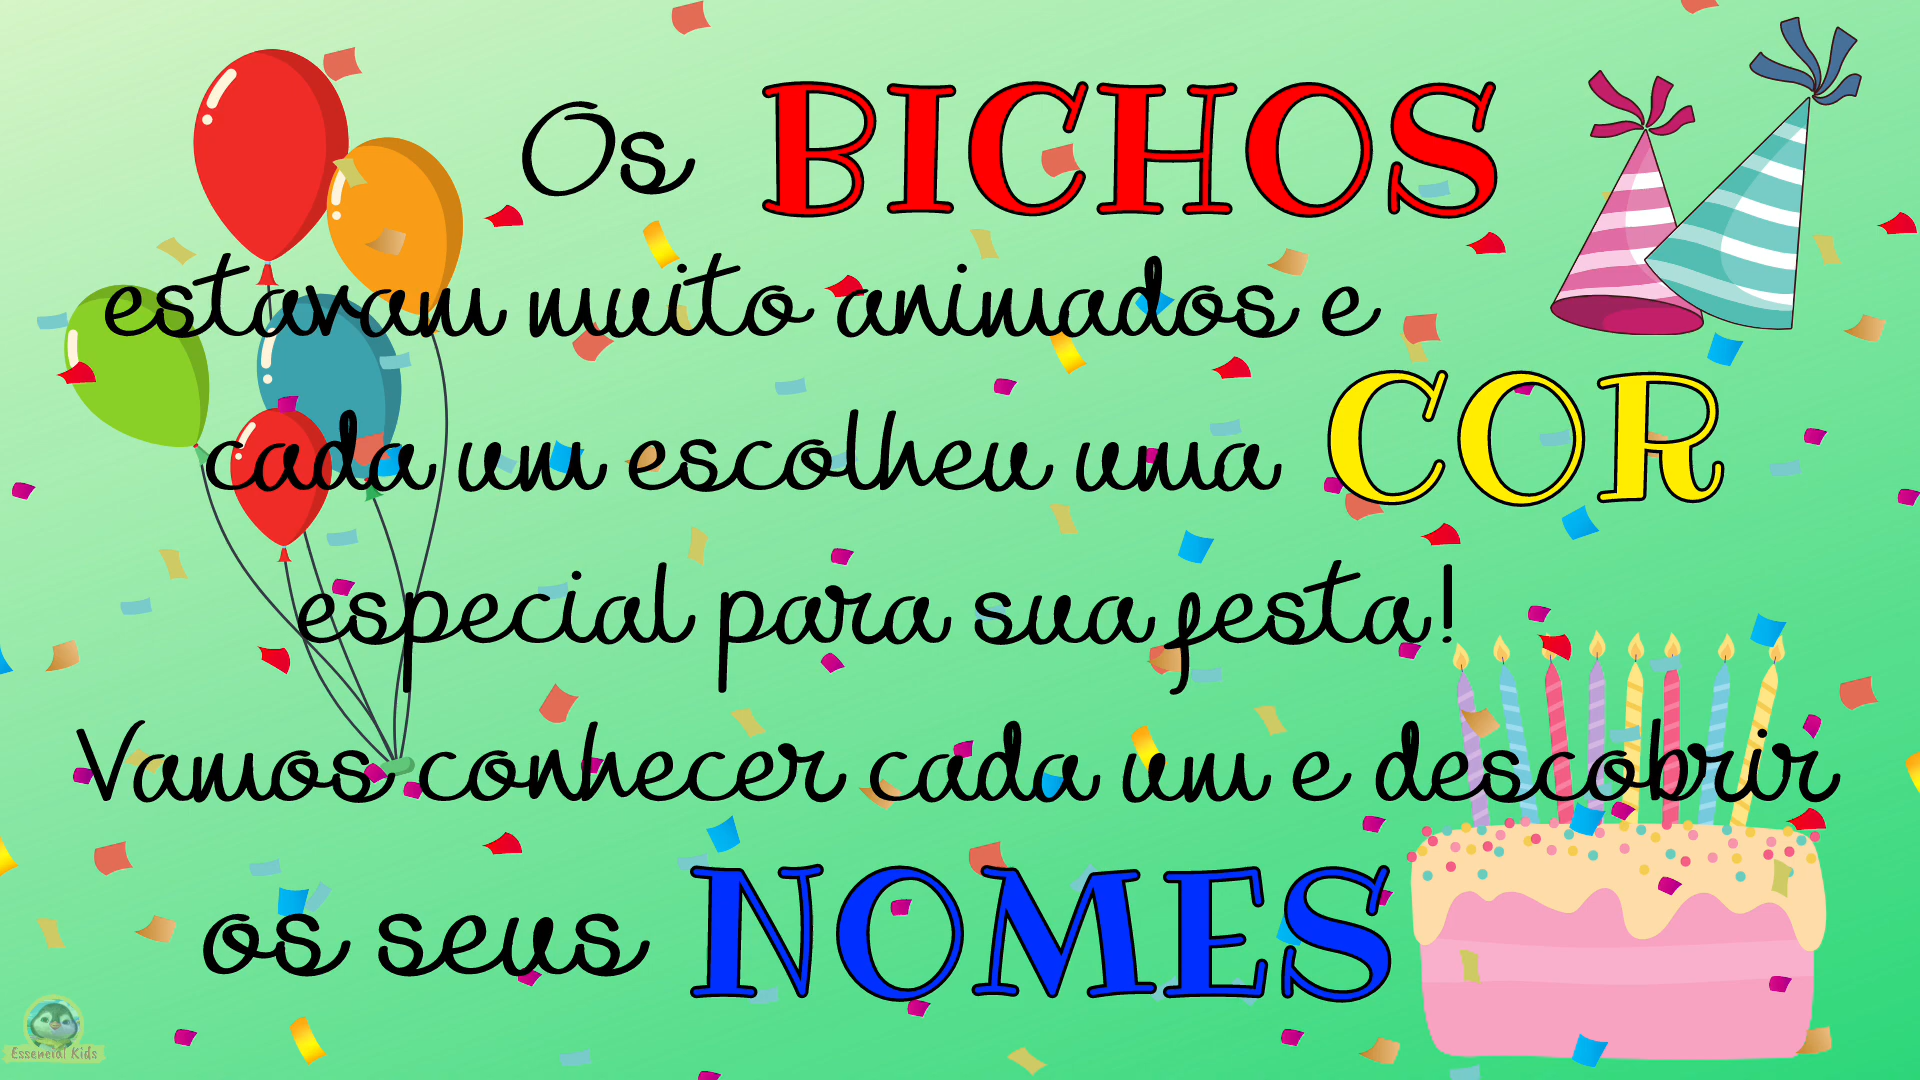 Os BICHOS
estavam muito animados e
cada um escolheu uma COR
especial para sua festa!
Vamos conhecer cada um e descobrir
os seus NOMES
Essencial Kids